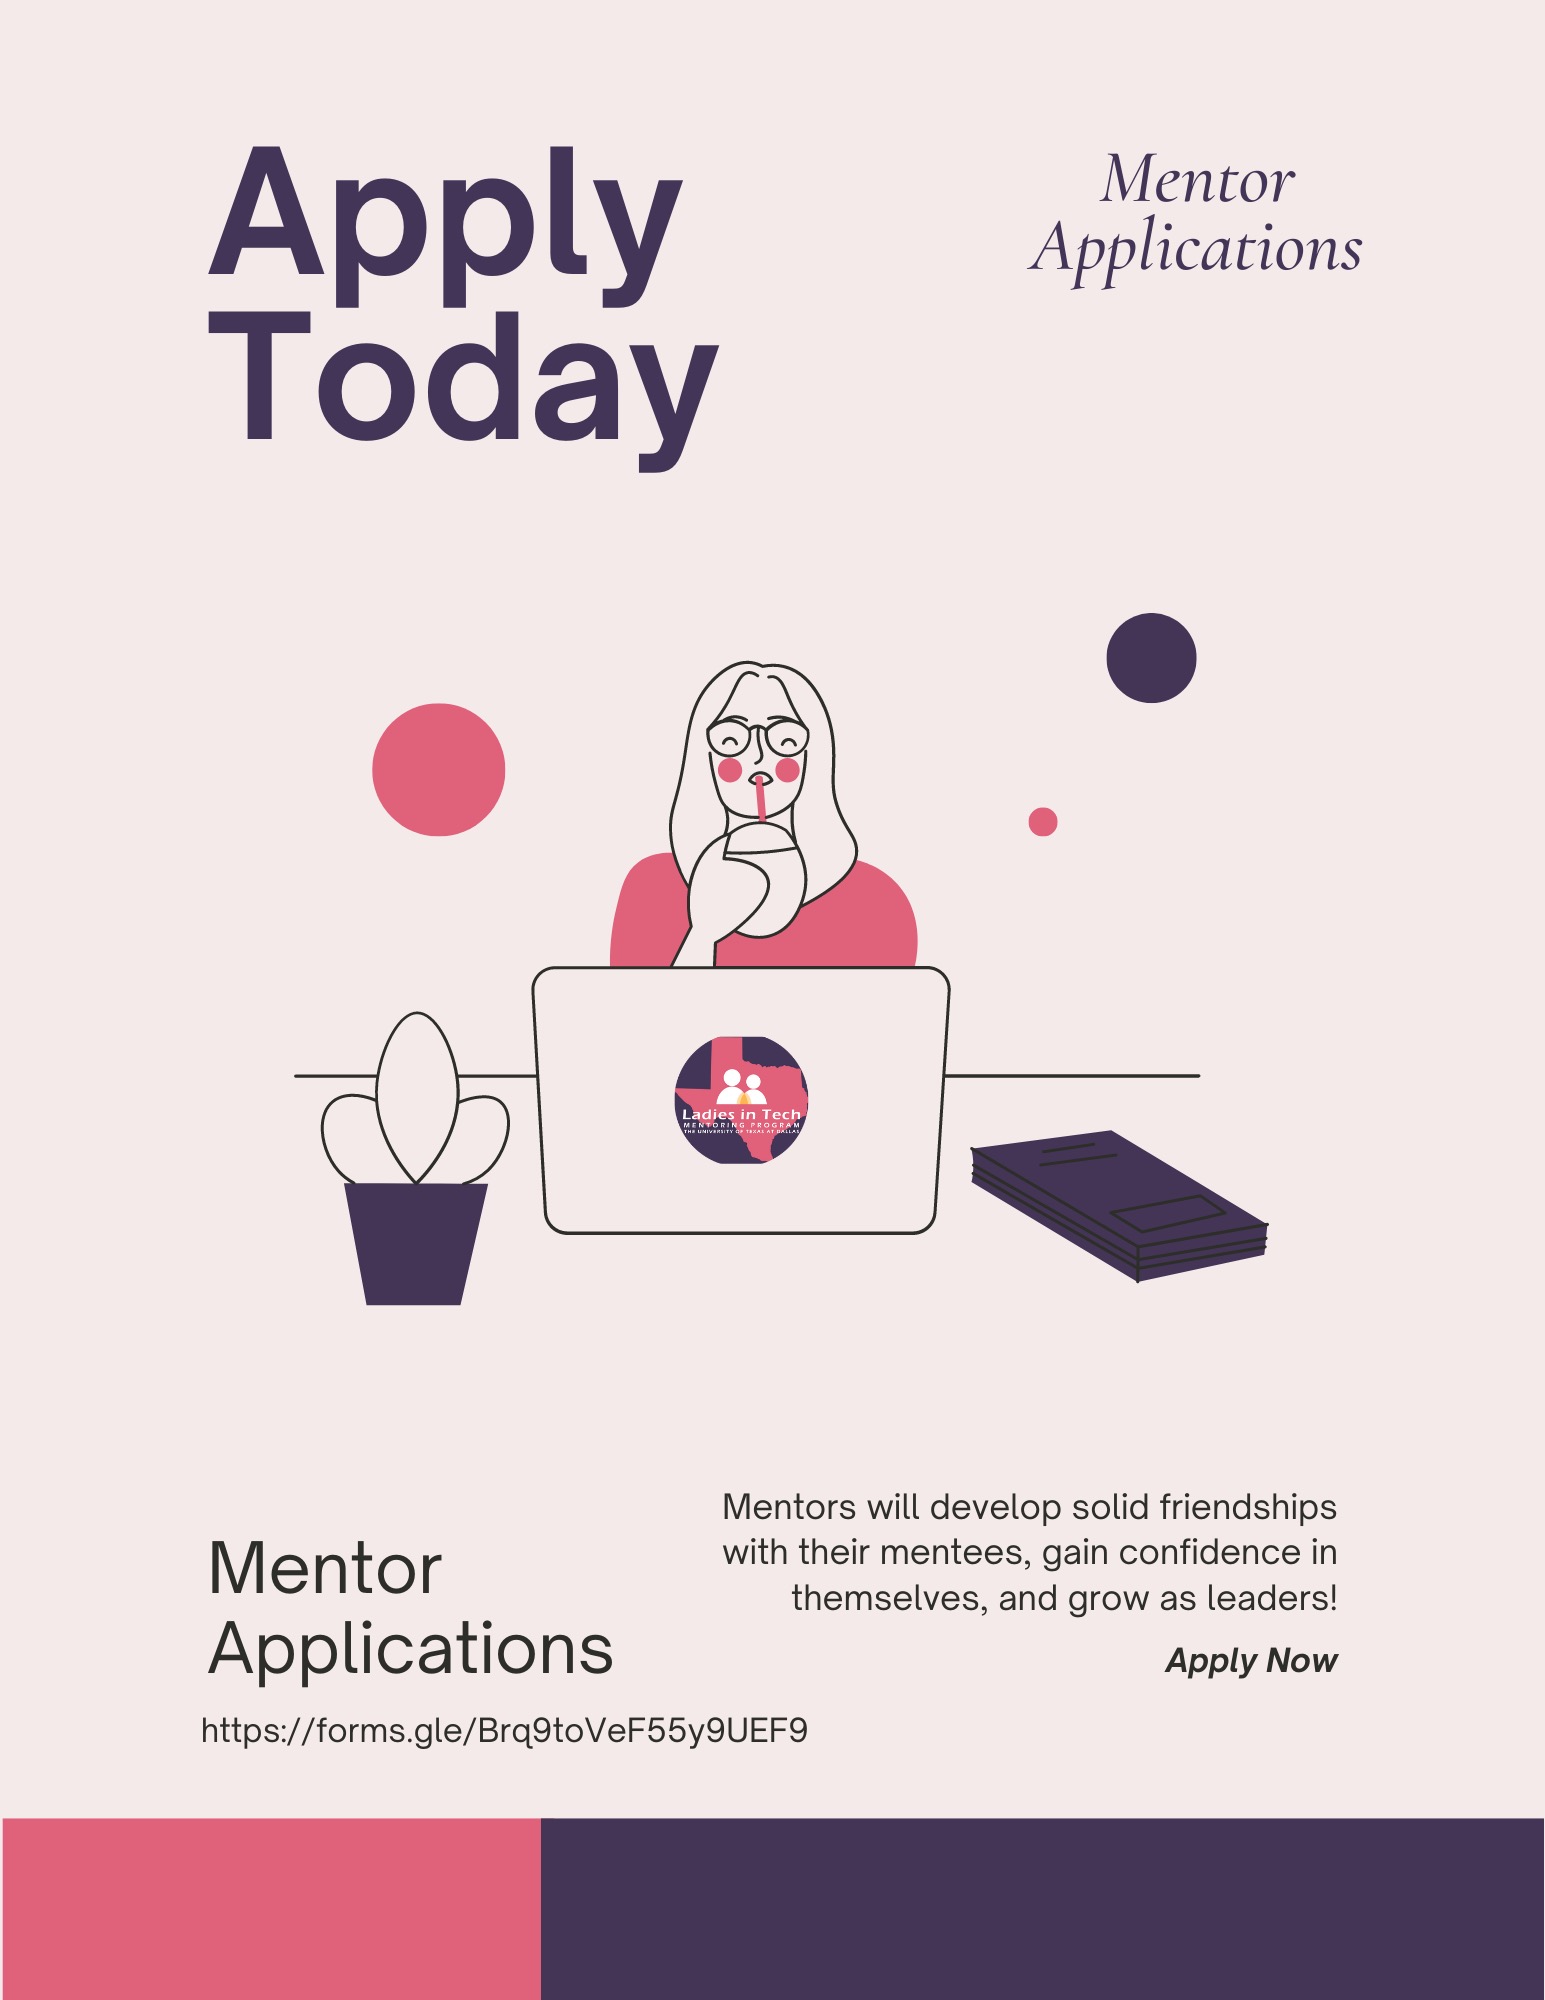 Apply
Today
Mentor
Applications
Ladies in Tech
MENTORING PROGRAM
THE UNIVERSITY OF TEXAS AT DALLAS
Mentors will develop solid friendships
with their mentees, gain confidence in
themselves, and grow as leaders!
Apply Now
Mentor
Applications
https://forms.gle/Brq9toVeF55y9UEF9